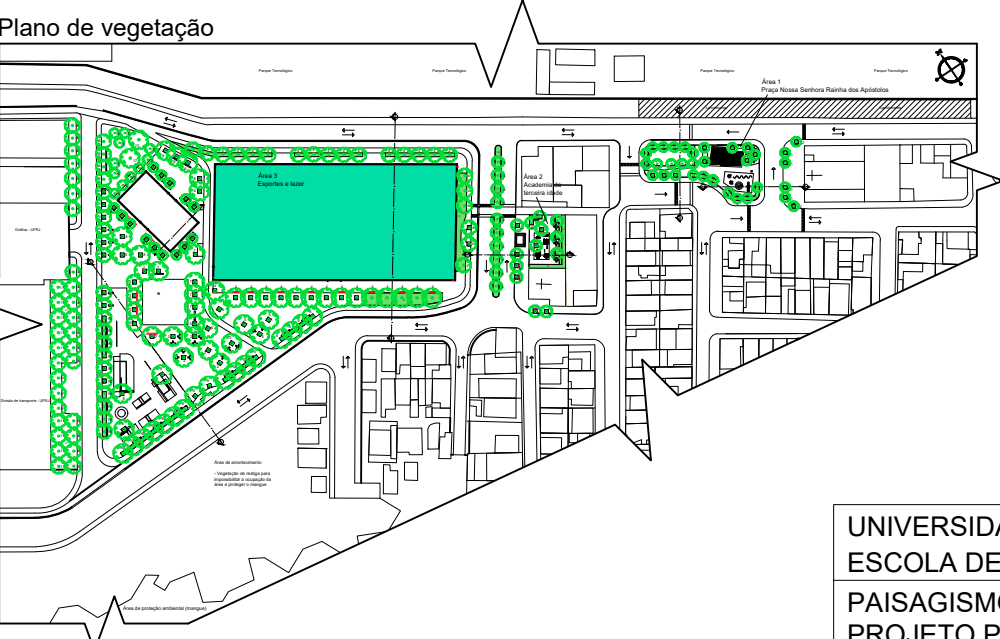 Plano de vegetação
Parque Tecnológico
Parque Tecnológico
Parque Tecnológico
Parque Tecnológico
Área 1
Praça Nossa Senhora Rainha dos Apóstolos
Área 3
Esportes e lazer
Área 2
Academia da
terceira idade
Gráfica - UFRJ
Divisão de transporte - UFRJ
Área de amortecimento
- Vegetação de restiga para
impossibilitar a ocupação da
área e proteger o mangue
Área de proteção ambiental (mangue)
UNIVERSIDA
ESCOLA DE
PAISAGISMO
PROJETO P